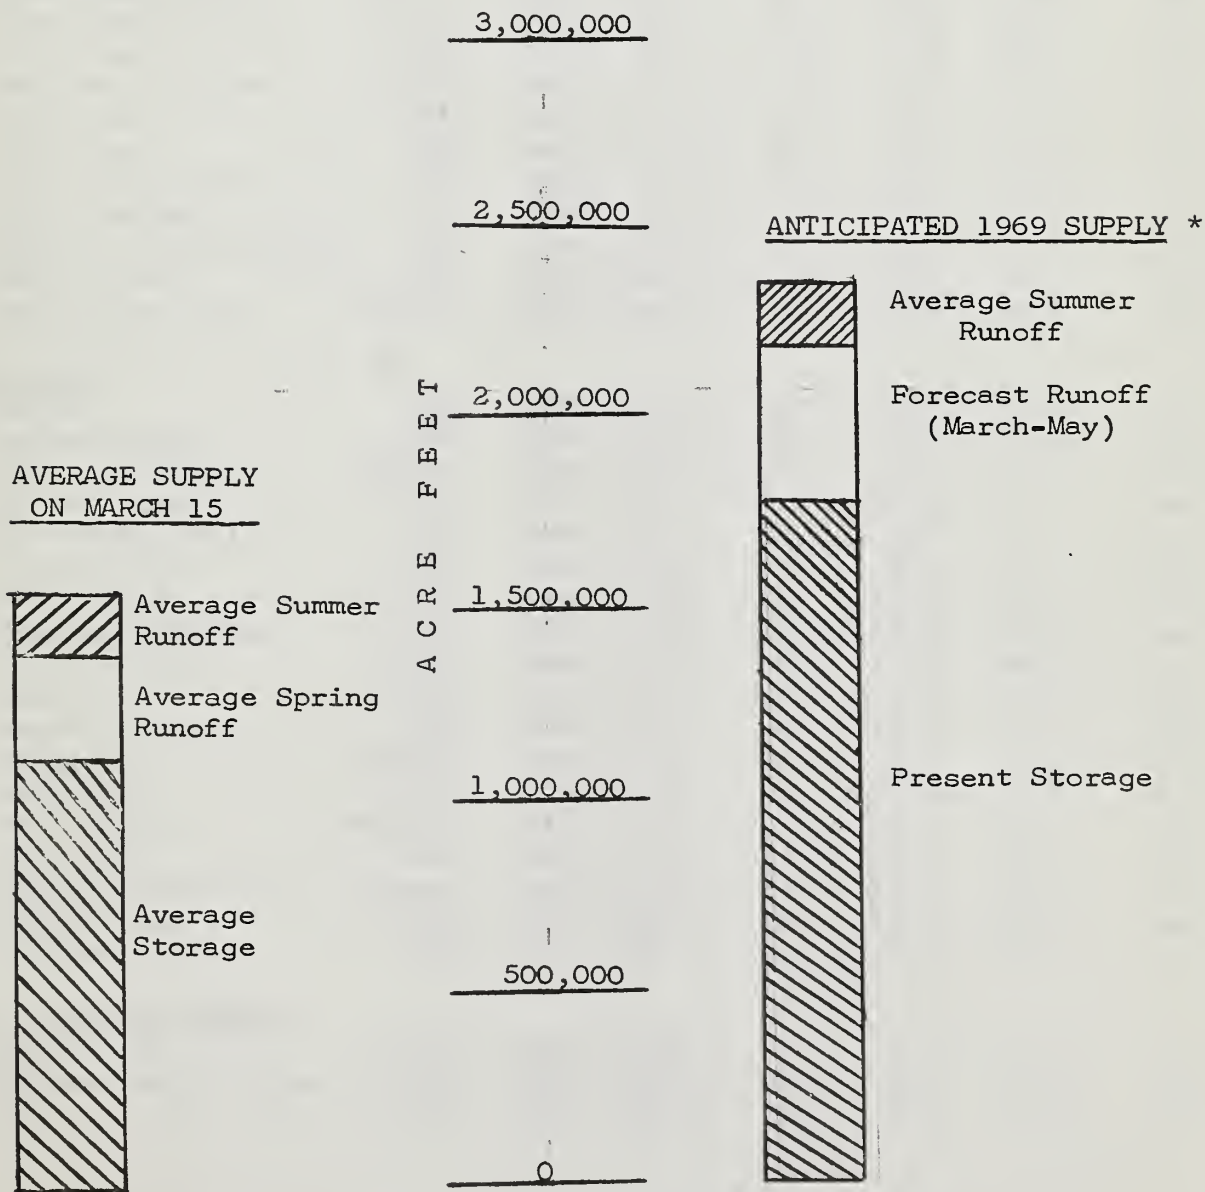 3,000,000
2,500,000
ANTICIPATED 1969 SUPPLY *
Average Summer
Runoff
2,000,000
Forecast Runoff
(March-May)
ACRE FEET
AVERAGE SUPPLY
ON MARCH 15
Average Summer
Runoff
1,500,000
Average Spring
Runoff
1,000,000
Present Storage
Average
Storage
500,000
0